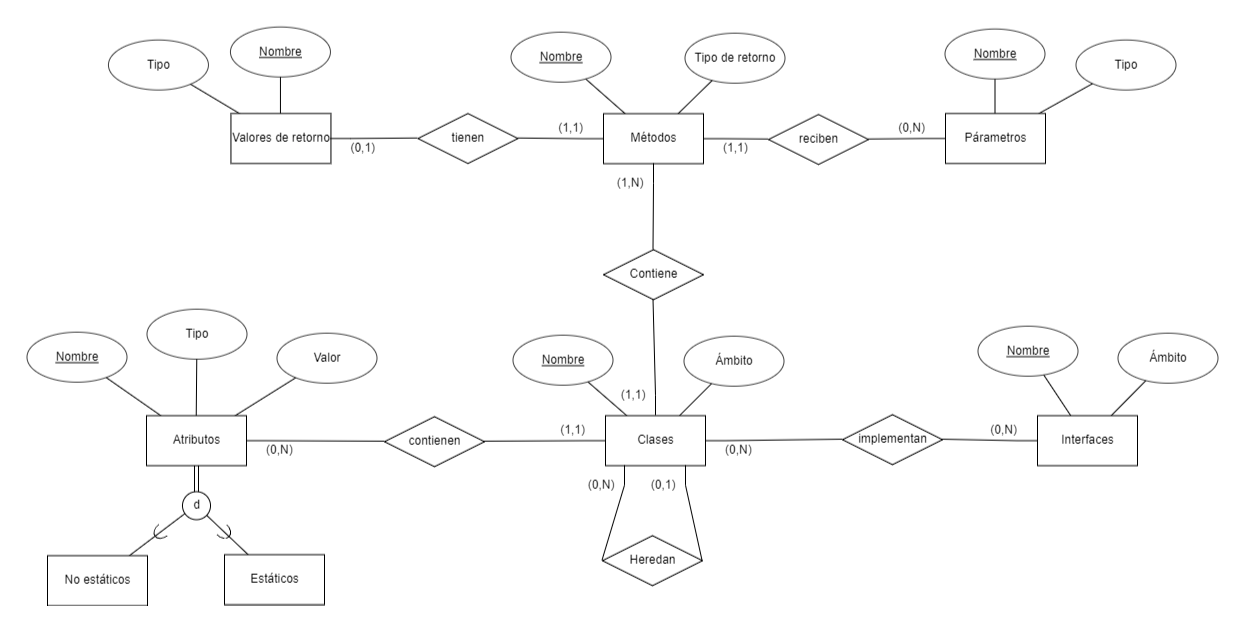 Tipo
Nombre
Nombre
Tipo de retorno
Nombre
Tipo
Valores de retorno
(0,1)
tienen
(1,1)
Métodos
(1,1)
reciben
(0,N)
Párametros
(1,N)
Contiene
(1,1)
Nombre
Tipo
Valor
Nombre
Ámbito
Nombre
Ámbito
Atributos
(0,N)
contienen
(1,1)
Clases
(0,N)
implementan
(0,N)
Interfaces
(0,N)
(0,1)
d
Heredan
No estáticos
Estáticos